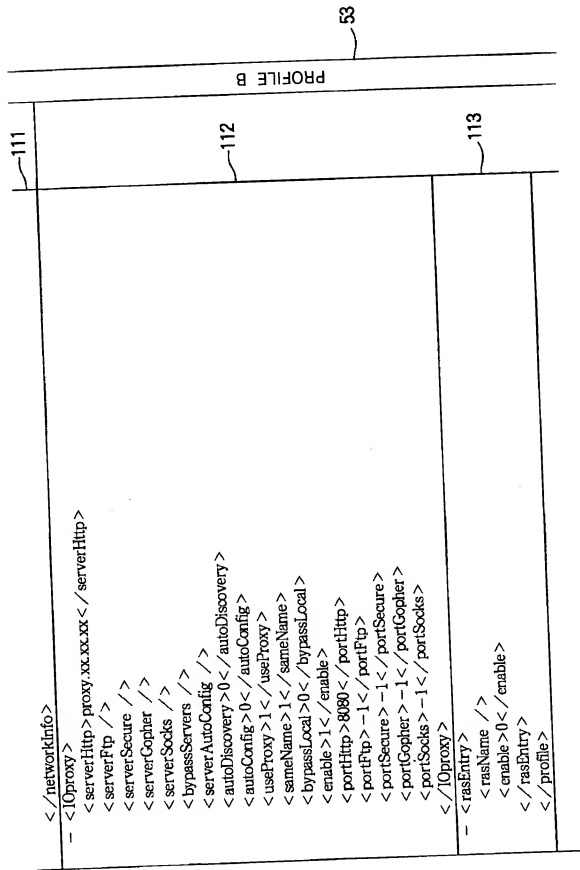 </networkInfo>
- <IOproxy>
<serverHttp>proxy.xx.xx.xx</serverHttp>
<serverFtp />
<serverSecure />
<serverGopher />
<serverSocks />
<bypassServers />
<serverAutoConfig />
<autoDiscovery>0</autoDiscovery>
<autoConfig>0</autoConfig>
<useProxy>1</useProxy>
<sameName>1</sameName>
<bypassLocal>0</bypassLocal>
<enable>1</enable>
<portHttp>8080</portHttp>
<portFtp>-1</portFtp>
<portSecure>-1</portSecure>
<portGopher>-1</portGopher>
<portSocks>-1</portSocks>
</IOproxy>
- <rasEntry>
<rasName />
<enable>0</enable>
</rasEntry>
</profile>
111
112
113
PROFILE B
53